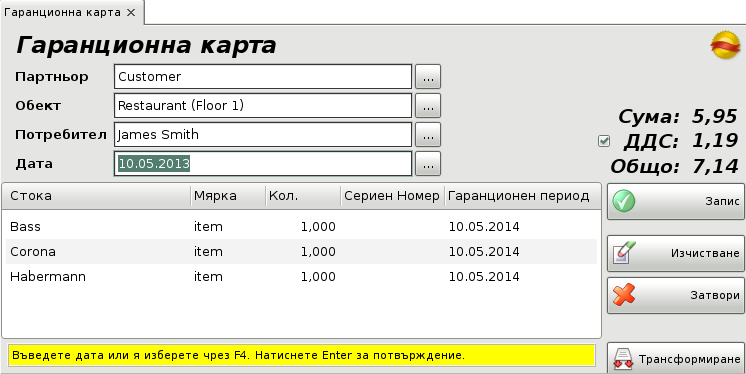 Гаранционна карта ×
Гаранционна карта
Партньор Customer ...
Обект Restaurant (Floor 1) ...
Потребител James Smith ...
Дата 10.05.2013 ...
Сума: 5,95
ДДС: 1,19
Общо: 7,14
Стока Мярка Кол. Сериен Номер Гаранционен период
Bass item 1,000 10.05.2014
Corona item 1,000 10.05.2014
Habermann item 1,000 10.05.2014
Запис
Изчистване
Затвори
Трансформиране
Въведете дата или я изберете чрез F4. Натиснете Enter за потвърждение.